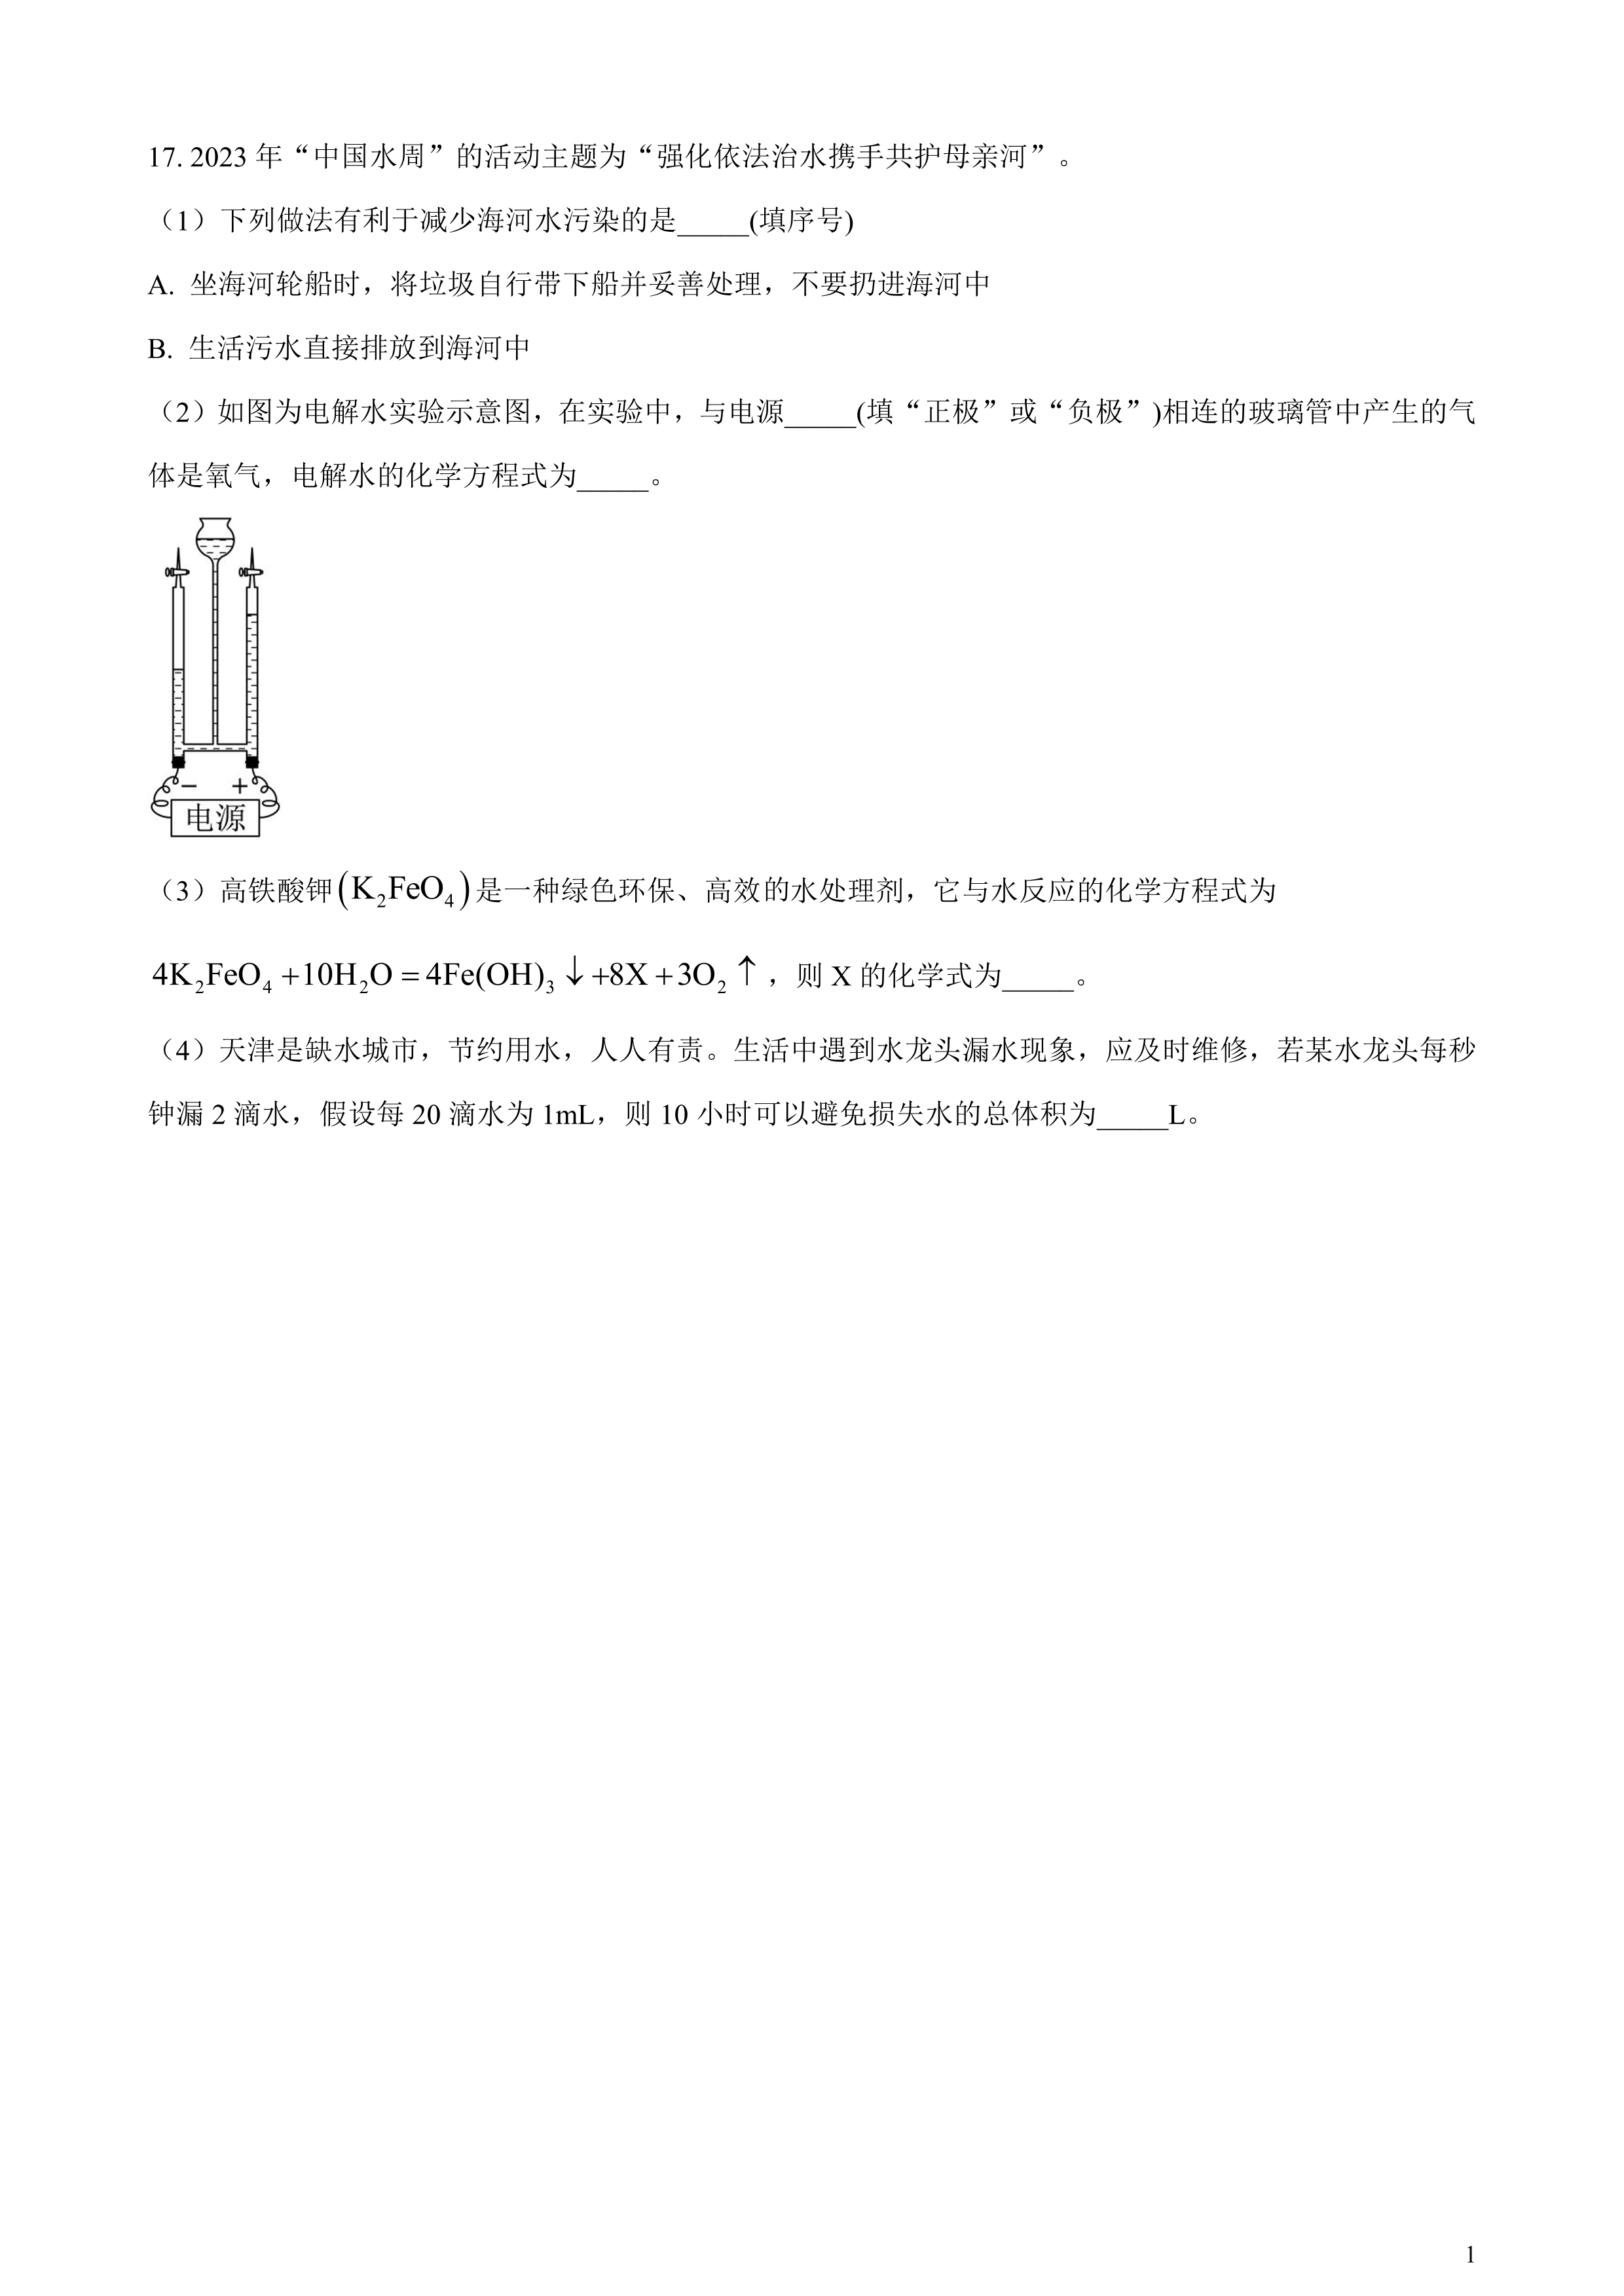 17. 2023 年“中国水周”的活动主题为“强化依法治水携手共护母亲河”。
（1）下列做法有利于减少海河水污染的是_____(填序号)
A. 坐海河轮船时，将垃圾自行带下船并妥善处理，不要扔进海河中
B. 生活污水直接排放到海河中
（2）如图为电解水实验示意图，在实验中，与电源_____(填“正极”或“负极”)相连的玻璃管中产生的气
体是氧气，电解水的化学方程式为_____。
− +
电源
（3）高铁酸钾(K₂FeO₄)是一种绿色环保、高效的水处理剂，它与水反应的化学方程式为
4K₂FeO₄+10H₂O=4Fe(OH)₃↓+8X+3O₂↑，则 X 的化学式为_____。
（4）天津是缺水城市，节约用水，人人有责。生活中遇到水龙头漏水现象，应及时维修，若某水龙头每秒
钟漏 2 滴水，假设每 20 滴水为 1mL，则 10 小时可以避免损失水的总体积为_____L。
1